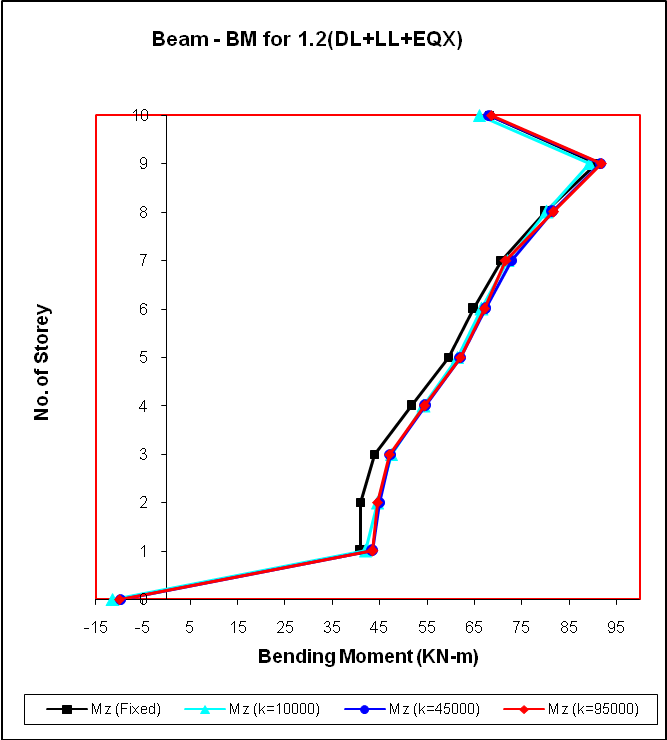 Beam - BM for 1.2(DL+LL+EQX)
10
9
8
7
6
5
4
3
2
1
0
No. of Storey
-15 -5 5 15 25 35 45 55 65 75 85 95
Bending Moment (KN-m)
Mz (Fixed) Mz (k=10000) Mz (k=45000) Mz (k=95000)